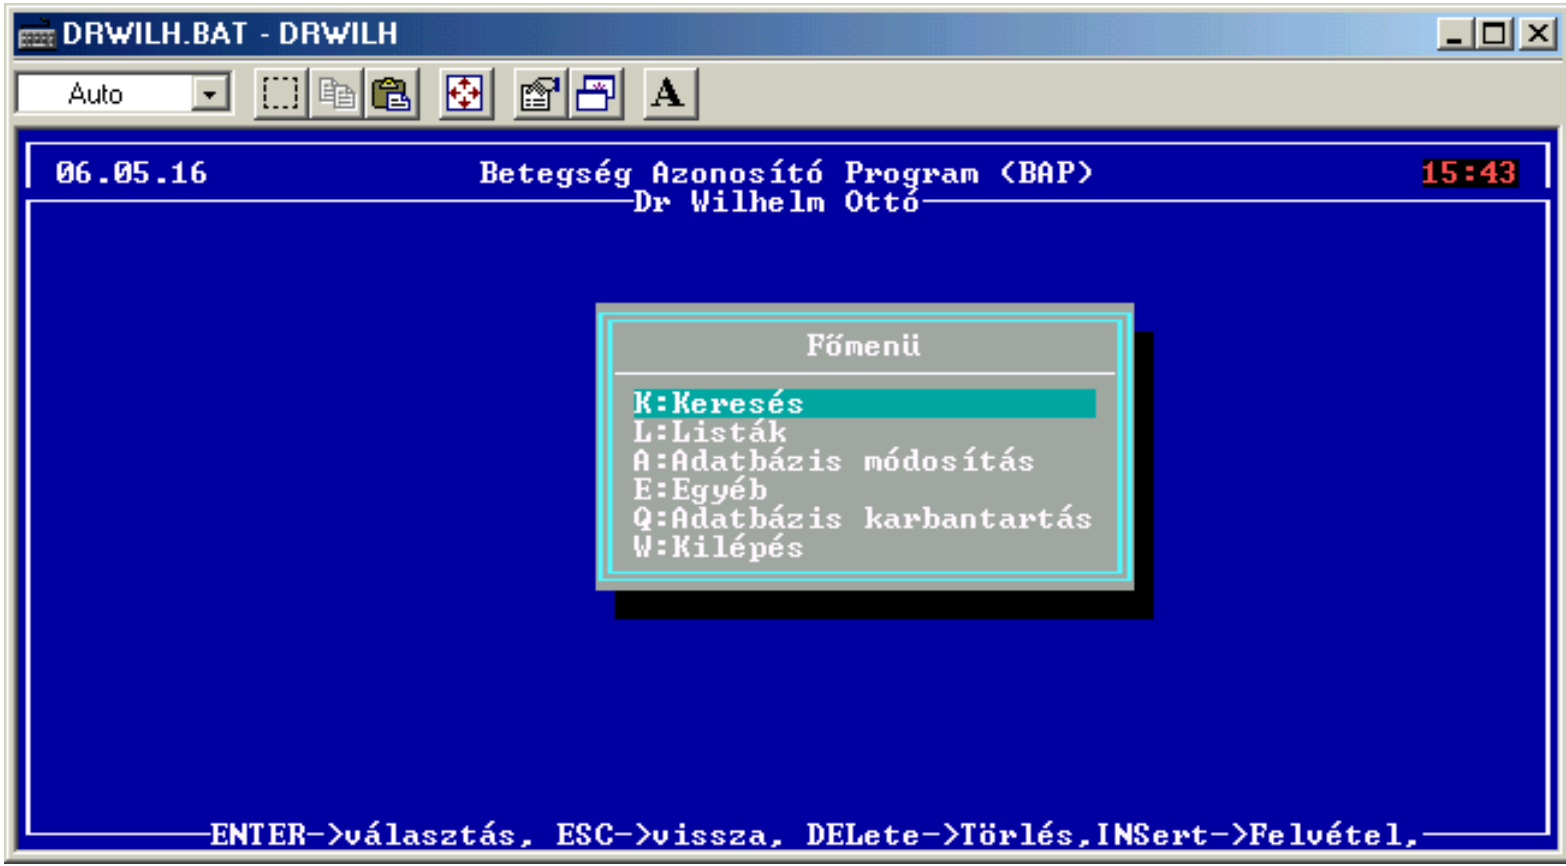 DRWILH.BAT - DRWILH
Auto
A
06.05.16 Betegség Azonosító Program (BAP) 15:43
Dr Wilhelm Ottó
Főmenü
K:Keresés
L:Listák
A:Adatbázis módosítás
E:Egyéb
Q:Adatbázis karbantartás
W:Kilépés
ENTER->választás, ESC->vissza, DELete->Törlés,INSert->Felvétel,